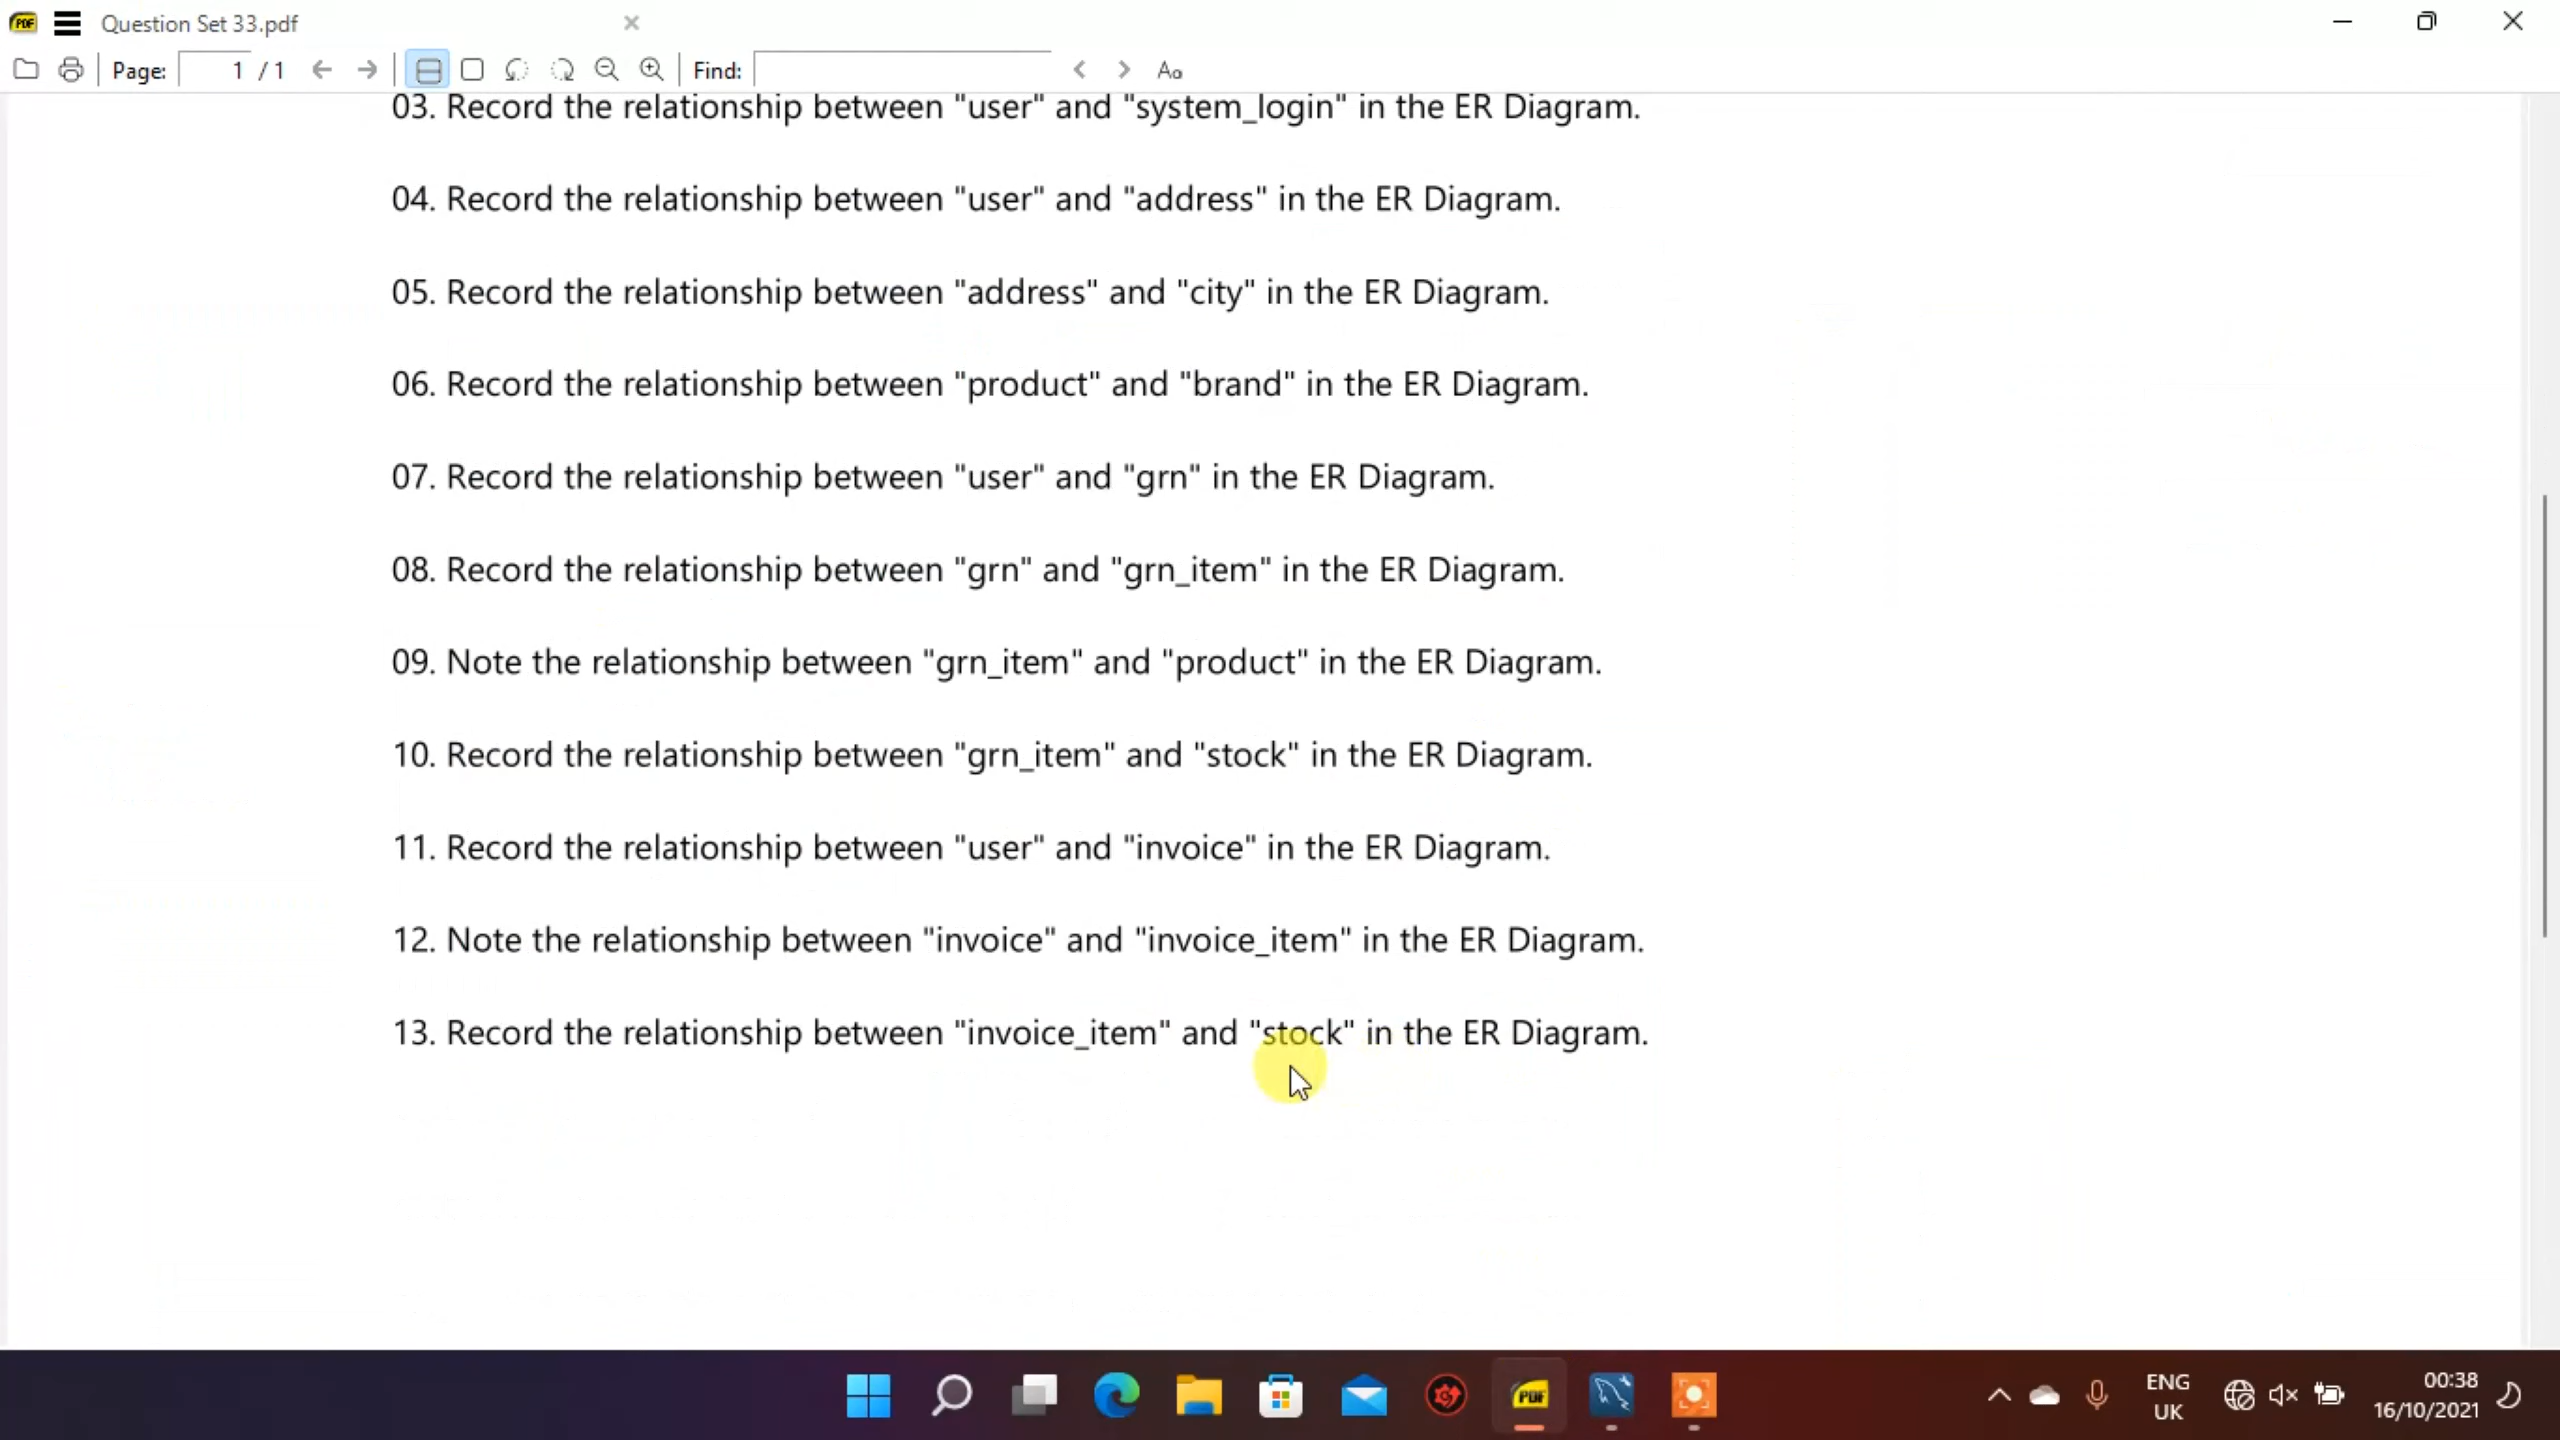 Question Set 33.pdf
Page: 1 / 1 Find: Aa
03. Record the relationship between "user" and "system_login" in the ER Diagram.
04. Record the relationship between "user" and "address" in the ER Diagram.
05. Record the relationship between "address" and "city" in the ER Diagram.
06. Record the relationship between "product" and "brand" in the ER Diagram.
07. Record the relationship between "user" and "grn" in the ER Diagram.
08. Record the relationship between "grn" and "grn_item" in the ER Diagram.
09. Note the relationship between "grn_item" and "product" in the ER Diagram.
10. Record the relationship between "grn_item" and "stock" in the ER Diagram.
11. Record the relationship between "user" and "invoice" in the ER Diagram.
12. Note the relationship between "invoice" and "invoice_item" in the ER Diagram.
13. Record the relationship between "invoice_item" and "stock" in the ER Diagram.
PDF
ENG
UK
00:38
16/10/2021